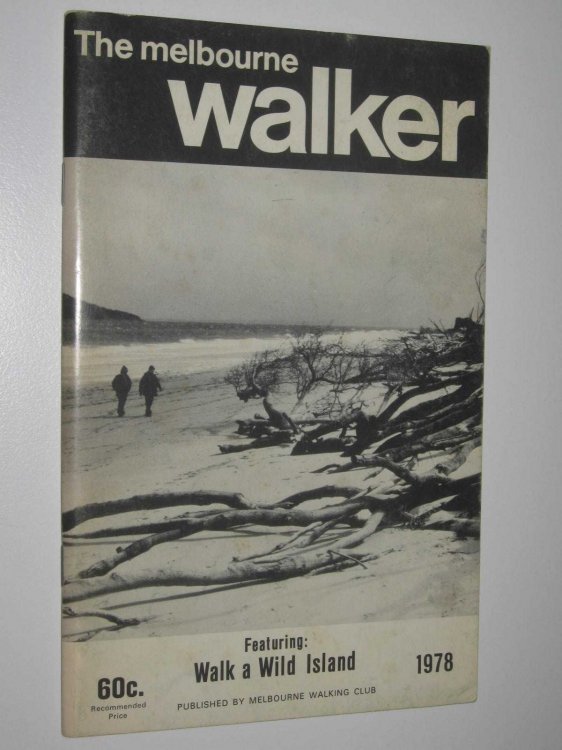 The melbourne
walker
Featuring:
Walk a Wild Island
1978
60c.
Recommended
Price
PUBLISHED BY MELBOURNE WALKING CLUB